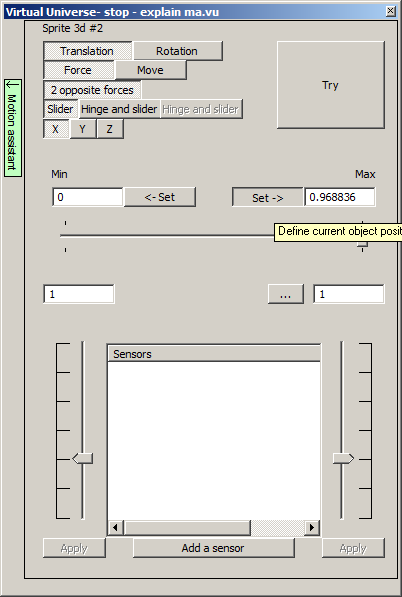 Virtual Universe- stop - explain ma.vu
Sprite 3d #2
Translation Rotation
Force Move
Try
2 opposite forces
Slider Hinge and slider Hinge and slider
X Y Z
Motion assistant
Min Max
0 <- Set Set -> 0.968836
Define current object posit
1 ... 1
Sensors
Apply Add a sensor Apply